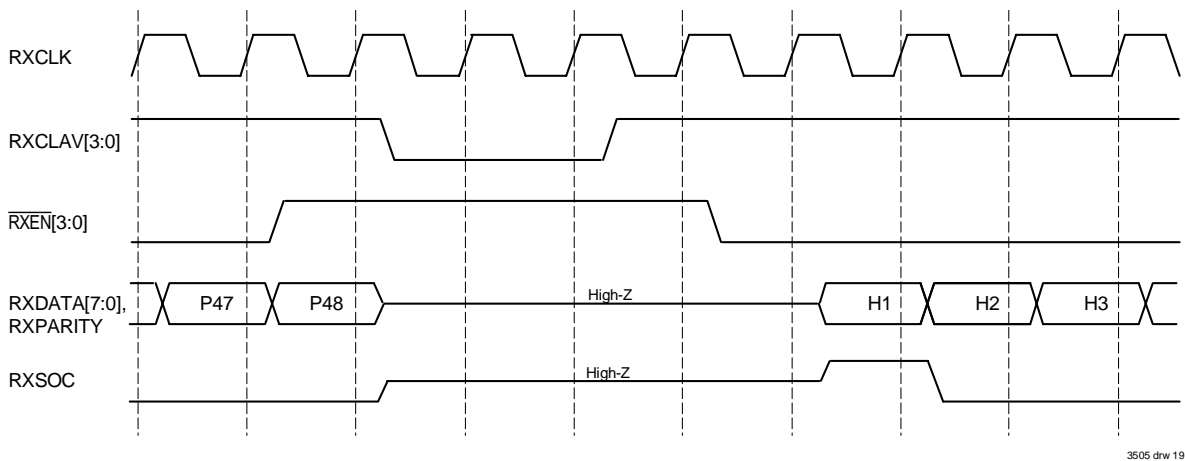 RXCLK
RXCLAV[3:0]
RXEN[3:0]
RXDATA[7:0],
RXPARITY
P47
P48
High-Z
H1
H2
H3
RXSOC
High-Z
3505 drw 19